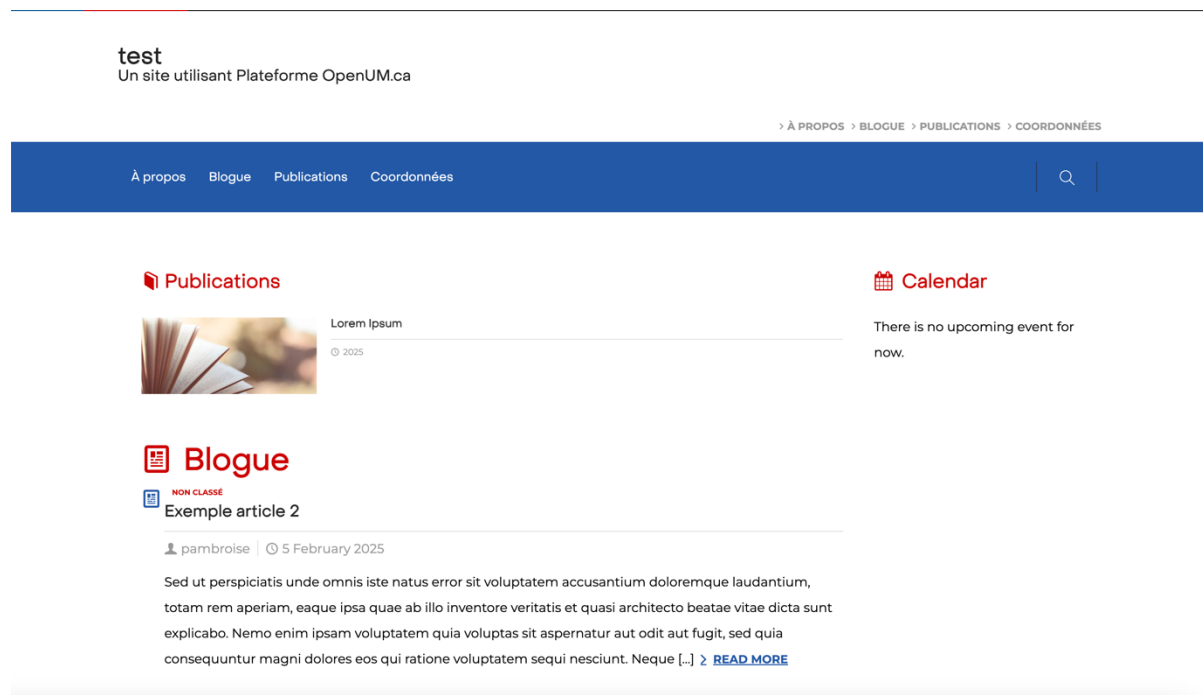 test
Un site utilisant Plateforme OpenUM.ca
> À PROPOS > BLOGUE > PUBLICATIONS > COORDONNÉES
À propos Blogue Publications Coordonnées
Publications
Lorem Ipsum
2025
Calendar
There is no upcoming event for
now.
Blogue
NON CLASSÉ
Exemple article 2
pambroise 5 February 2025
Sed ut perspiciatis unde omnis iste natus error sit voluptatem accusantium doloremque laudantium,
totam rem aperiam, eaque ipsa quae ab illo inventore veritatis et quasi architecto beatae vitae dicta sunt
explicabo. Nemo enim ipsam voluptatem quia voluptas sit aspernatur aut odit aut fugit, sed quia
consequuntur magni dolores eos qui ratione voluptatem sequi nesciunt. Neque [...] > READ MORE